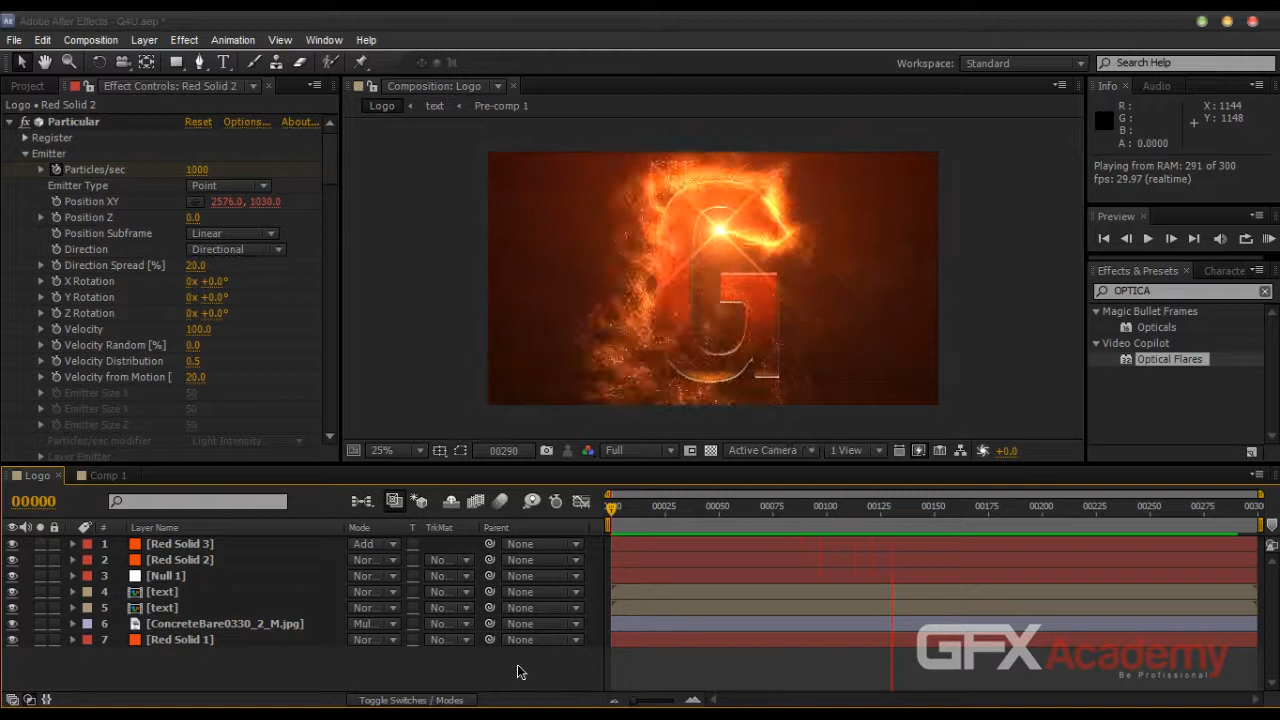 Adobe After Effects - Q4U.aep *
File Edit Composition Layer Effect Animation View Window Help
Workspace: Standard Search Help
Project Effect Controls: Red Solid 2 Composition: Logo Info Audio
Logo • Red Solid 2
Logo text Pre-comp 1
fx Particular Reset Options... About...
Register
Emitter
Particles/sec 1000
Emitter Type Point
Position XY 2576.0, 1030.0
Position Z 0.0
Position Subframe Linear
Direction Directional
Direction Spread [%] 20.0
X Rotation 0x +0.0°
Y Rotation 0x +0.0°
Z Rotation 0x +0.0°
Velocity 100.0
Velocity Random [%] 0.0
Velocity Distribution 0.5
Velocity from Motion [ 20.0
Emitter Size X 50
Emitter Size Y 50
Emitter Size Z 50
Particles/sec modifier Light Intensity
Layer Emitter
G
25% 00290 Full Active Camera 1 View +0.0
R : X : 1144
G : Y : 1148
B :
A : 0.0000
Playing from RAM: 291 of 300
fps: 29.97 (realtime)
Preview
Effects & Presets Characte
OPTICA
Magic Bullet Frames
Opticals
Video Copilot
Optical Flares
Logo Comp 1
00000
000 00025 00050 00075 00100 00125 00150 00175 00200 00225 00250 00275 0030
# Layer Name Mode T TrkMat Parent
1 [Red Solid 3] Add None
2 [Red Solid 2] Nor... No... None
3 [Null 1] Nor... No... None
4 [text] Nor... No... None
5 [text] Nor... No... None
6 [ConcreteBare0330_2_M.jpg] Mul... No... None
7 [Red Solid 1] Nor... No... None
Toggle Switches / Modes
GFXAcademy
Be Profissional